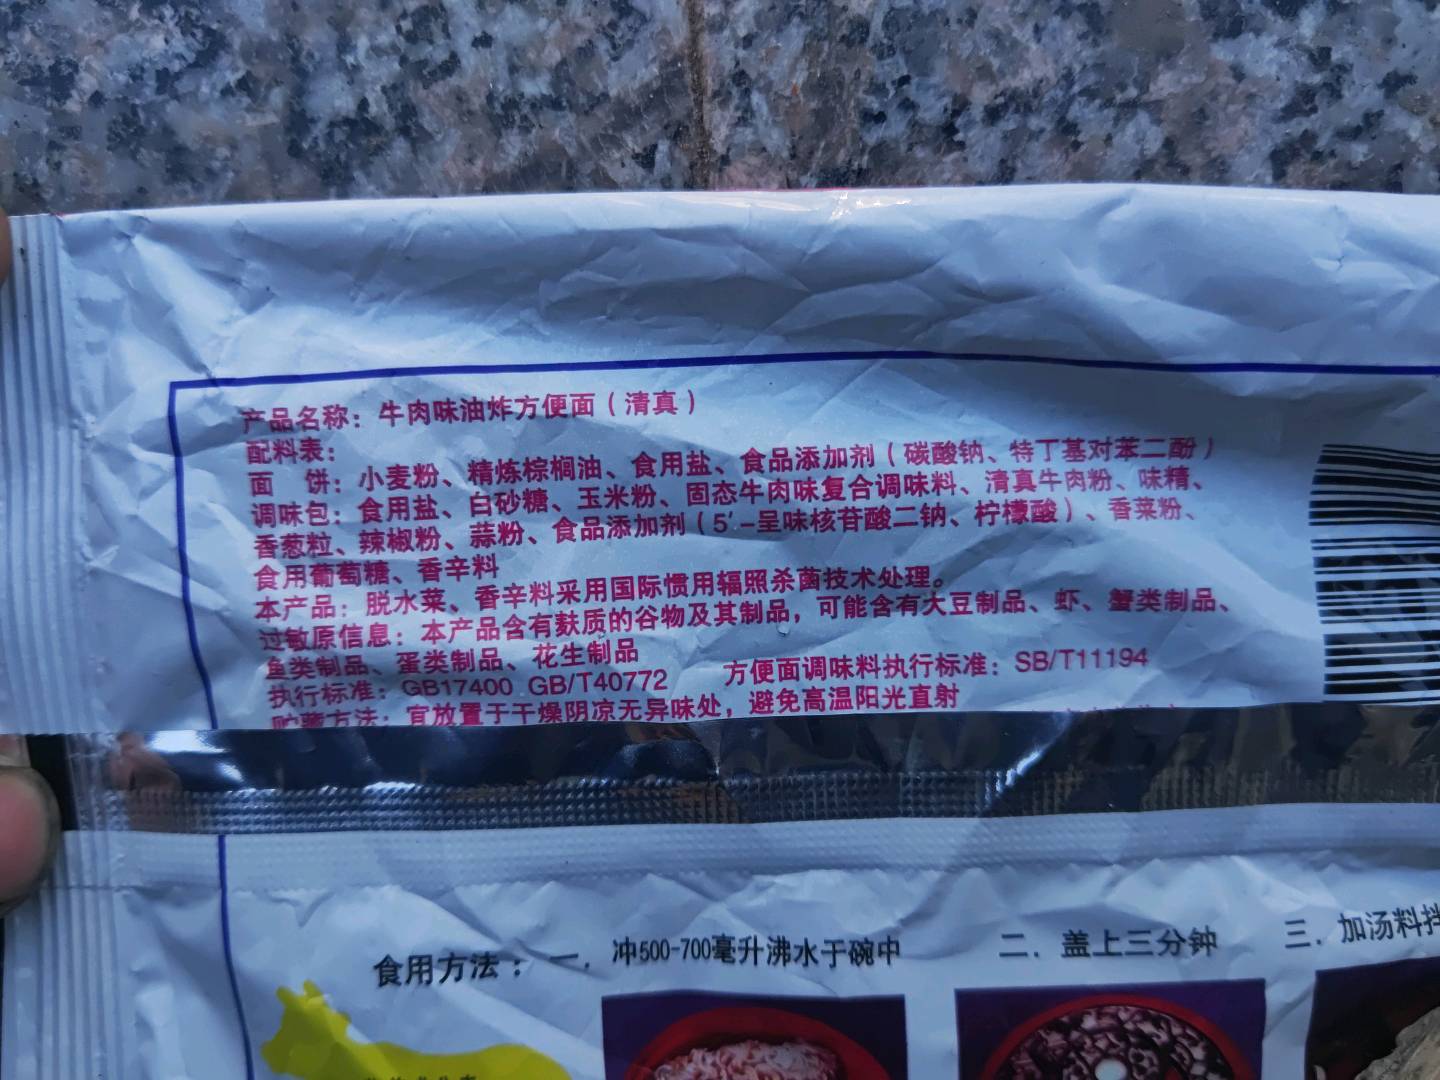 产品名称：牛肉味油炸方便面（清真）
配料表：
面 饼：小麦粉、精炼棕榈油、食用盐、食品添加剂（碳酸钠、特丁基对苯二酚）
调味包：食用盐、白砂糖、玉米粉、固态牛肉味复合调味料、清真牛肉粉、味精、
香葱粒、辣椒粉、蒜粉、食品添加剂（5′-呈味核苷酸二钠、柠檬酸）、香菜粉、
食用葡萄糖、香辛料
本产品：脱水菜、香辛料采用国际惯用辐照杀菌技术处理。
过敏原信息：本产品含有麸质的谷物及其制品，可能含有大豆制品、虾、蟹类制品、
鱼类制品、蛋类制品、花生制品
执行标准：GB17400 GB/T40772 方便面调味料执行标准：SB/T11194
贮藏方法：宜放置于干燥阴凉无异味处，避免高温阳光直射
食用方法：一．冲500-700毫升沸水于碗中 二．盖上三分钟 三．加汤料拌